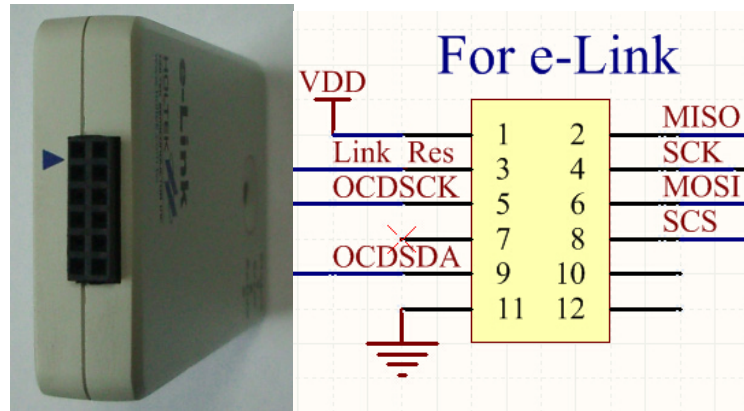 e-Link
HOLTEK
For e-Link
VDD
1 2 MISO
Link Res 3 4 SCK
OCDSCK 5 6 MOSI
7 8 SCS
OCDSDA 9 10
11 12